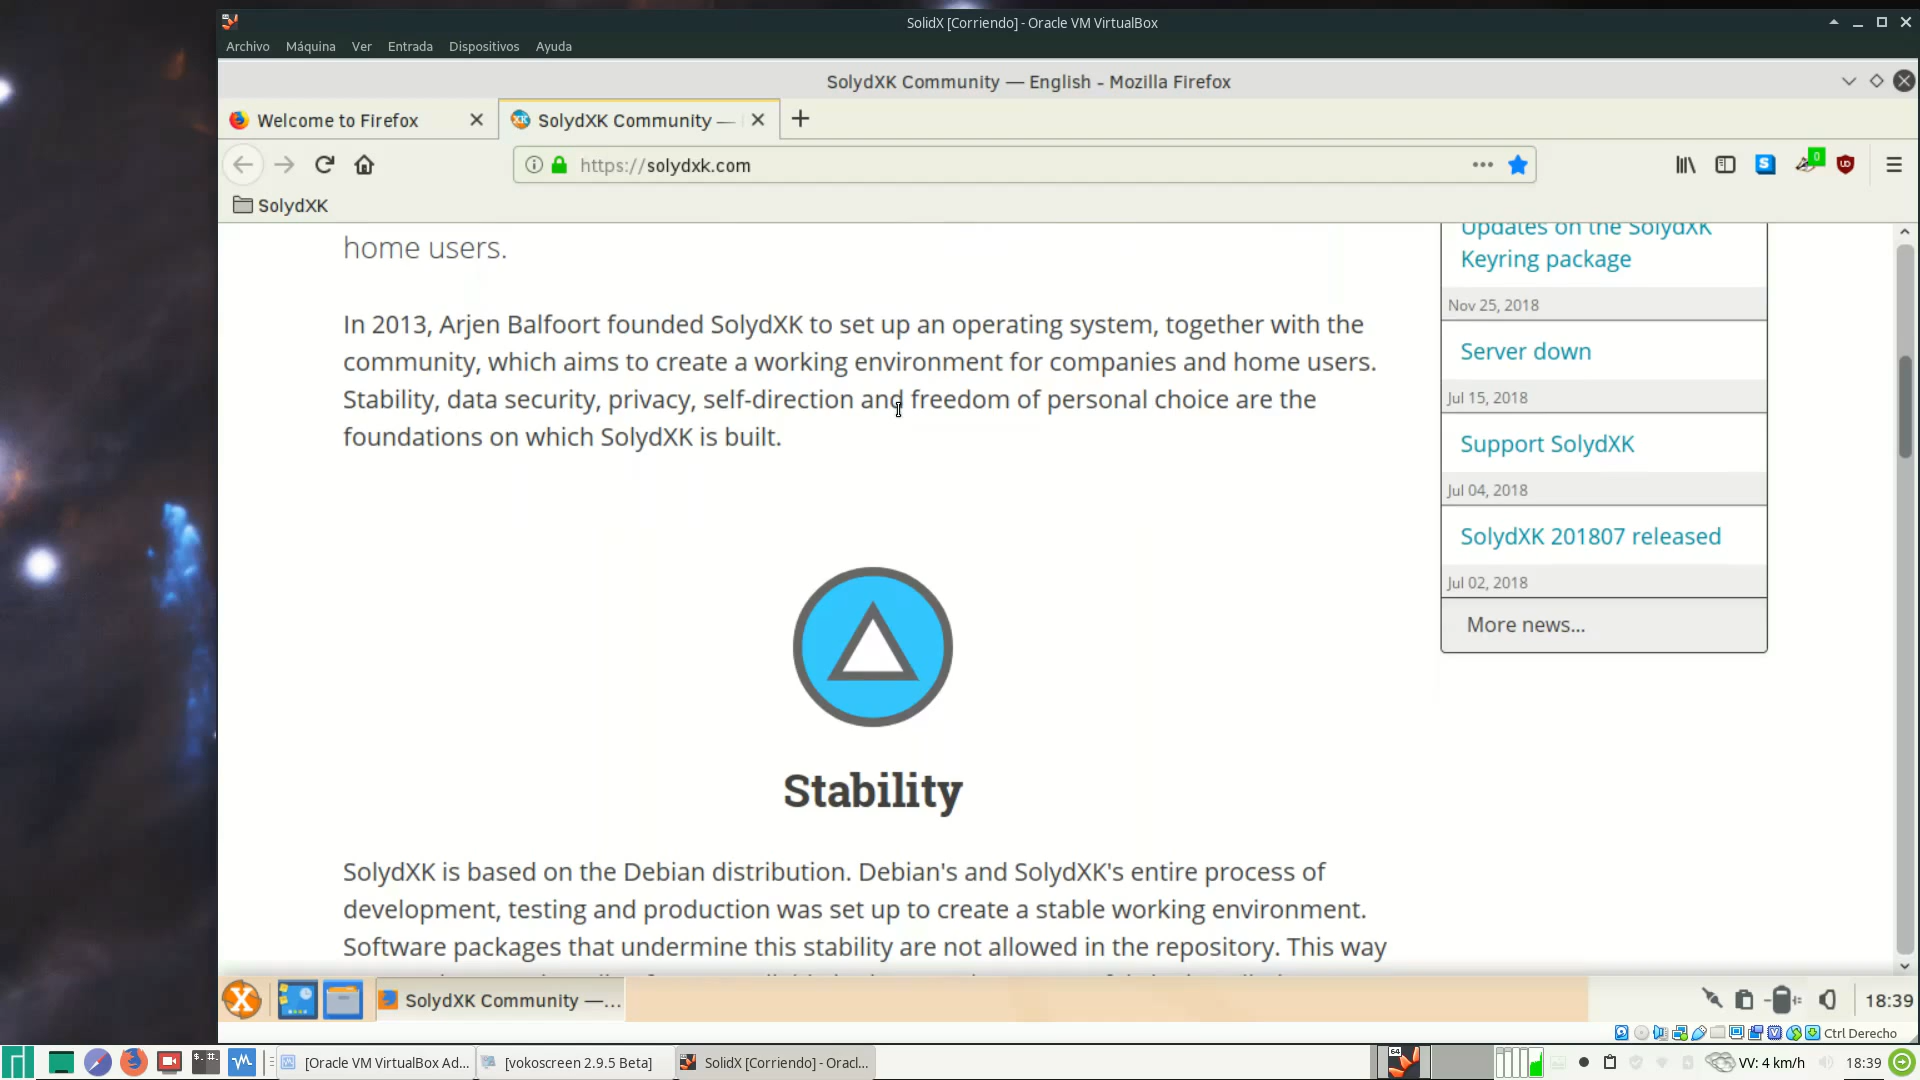 SolidX [Corriendo] - Oracle VM VirtualBox
Archivo Máquina Ver Entrada Dispositivos Ayuda
SolydXK Community — English - Mozilla Firefox
Welcome to Firefox
SolydXK Community —
https://solydxk.com
0
SolydXK
home users.
In 2013, Arjen Balfoort founded SolydXK to set up an operating system, together with the
community, which aims to create a working environment for companies and home users.
Stability, data security, privacy, self-direction and freedom of personal choice are the
foundations on which SolydXK is built.
Stability
SolydXK is based on the Debian distribution. Debian's and SolydXK's entire process of
development, testing and production was set up to create a stable working environment.
Software packages that undermine this stability are not allowed in the repository. This way
Updates on the SolydXK
Keyring package
Nov 25, 2018
Server down
Jul 15, 2018
Support SolydXK
Jul 04, 2018
SolydXK 201807 released
Jul 02, 2018
More news...
SolydXK Community —...
18:39
Ctrl Derecho
[Oracle VM VirtualBox Ad...
[vokoscreen 2.9.5 Beta]
SolidX [Corriendo] - Oracl...
64
VV: 4 km/h
18:39